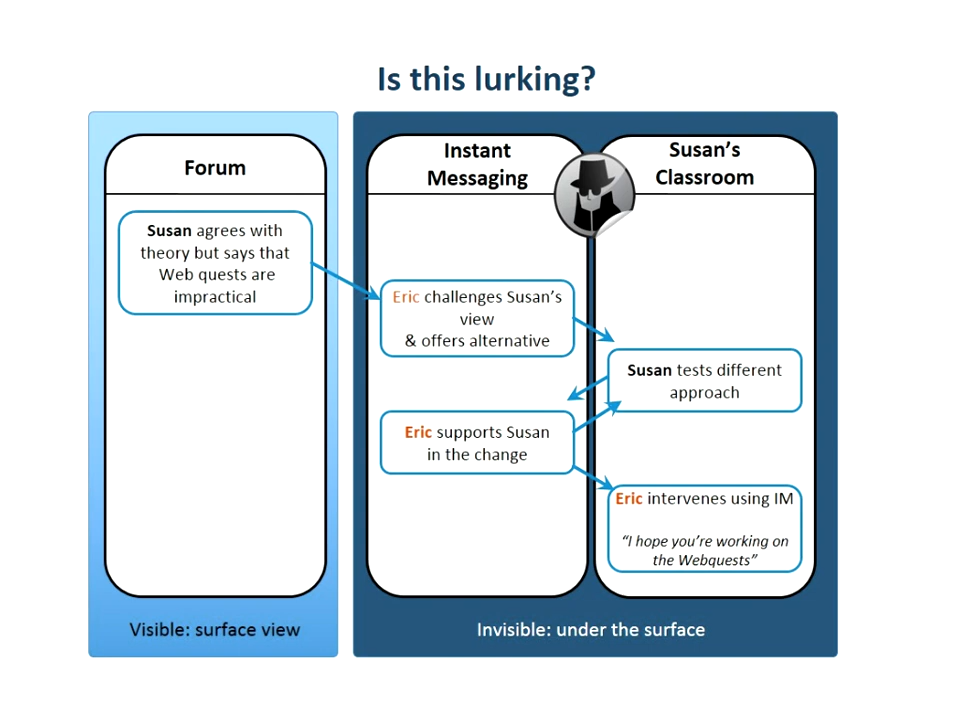 Is this lurking?
Forum
Susan agrees with
theory but says that
Web quests are
impractical
Visible: surface view
Instant
Messaging
Eric challenges Susan's
view
& offers alternative
Eric supports Susan
in the change
Susan's
Classroom
Susan tests different
approach
Eric intervenes using IM
“I hope you're working on
the Webquests”
Invisible: under the surface